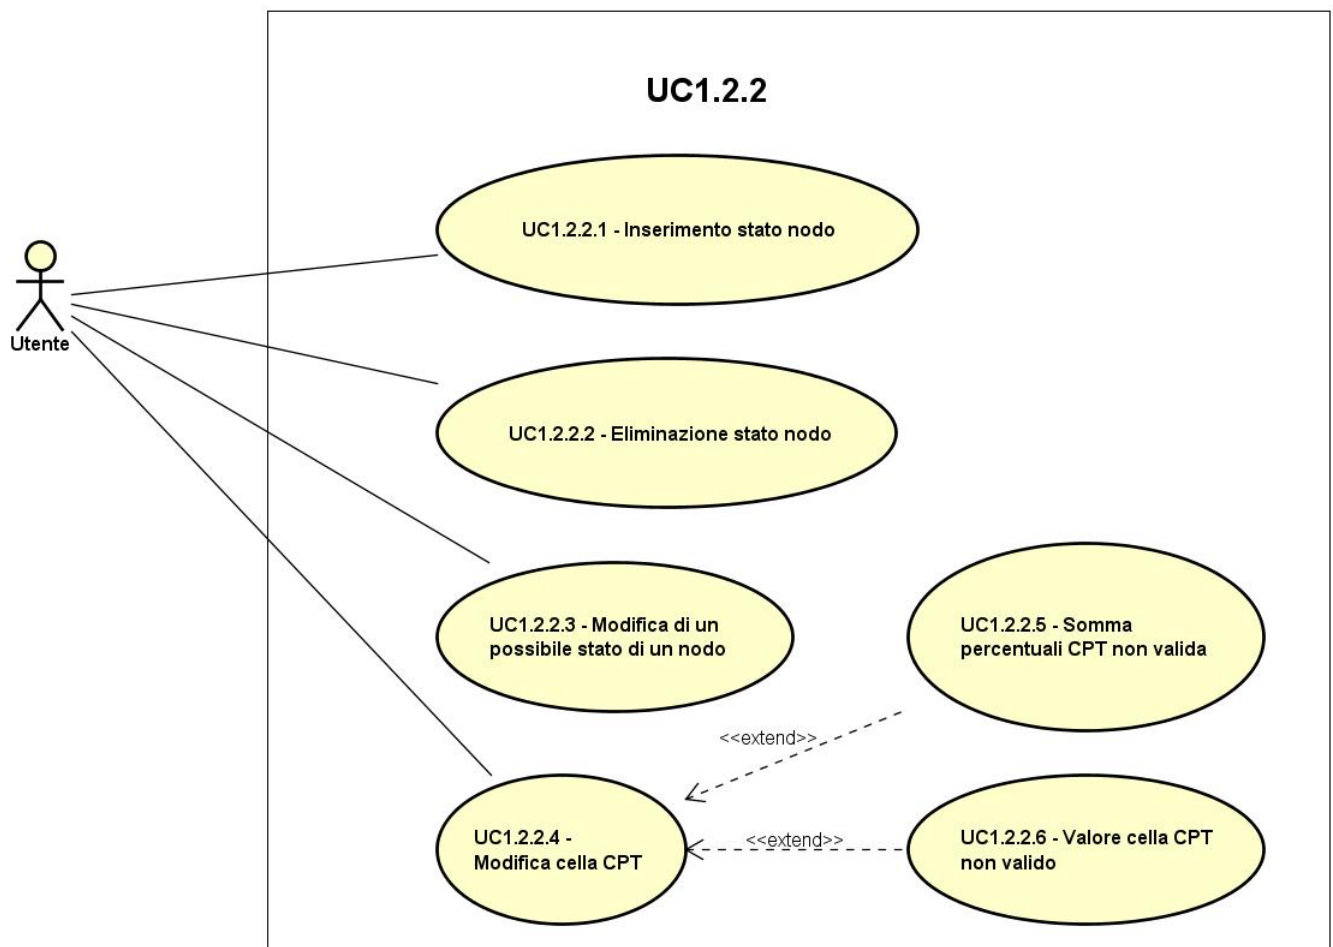 UC1.2.2
UC1.2.2.1 - Inserimento stato nodo
Utente
UC1.2.2.2 - Eliminazione stato nodo
UC1.2.2.3 - Modifica di un
possibile stato di un nodo
UC1.2.2.5 - Somma
percentuali CPT non valida
<<extend>>
UC1.2.2.4 -
Modifica cella CPT
<<extend>>
UC1.2.2.6 - Valore cella CPT
non valido